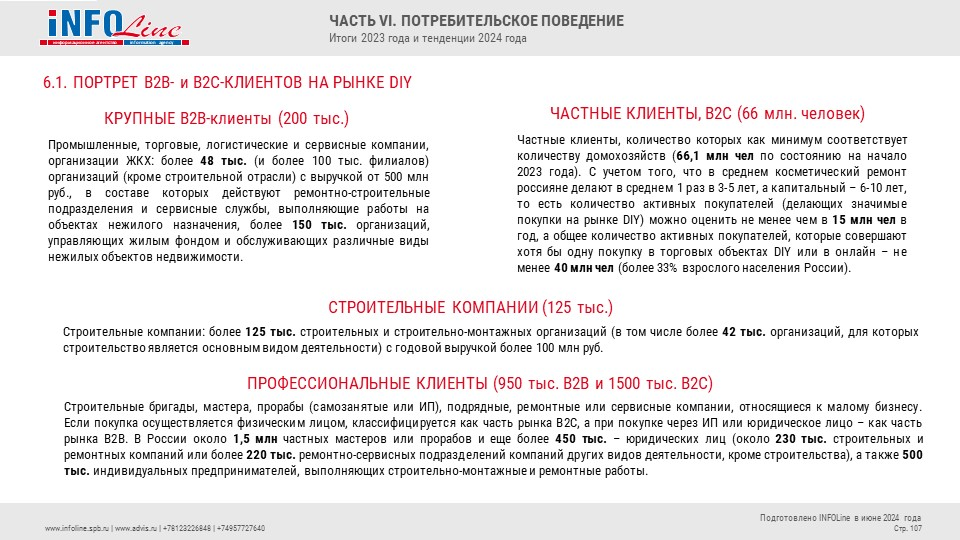 iNFOLine
информационное агентство information agency
ЧАСТЬ VI. ПОТРЕБИТЕЛЬСКОЕ ПОВЕДЕНИЕ
Итоги 2023 года и тенденции 2024 года
6.1. ПОРТРЕТ B2B- и B2C-КЛИЕНТОВ НА РЫНКЕ DIY
КРУПНЫЕ B2B-клиенты (200 тыс.)
Промышленные, торговые, логистические и сервисные компании,
организации ЖКХ: более 48 тыс. (и более 100 тыс. филиалов)
организаций (кроме строительной отрасли) с выручкой от 500 млн
руб., в составе которых действуют ремонтно-строительные
подразделения и сервисные службы, выполняющие работы на
объектах нежилого назначения, более 150 тыс. организаций,
управляющих жилым фондом и обслуживающих различные виды
нежилых объектов недвижимости.
ЧАСТНЫЕ КЛИЕНТЫ, B2C (66 млн. человек)
Частные клиенты, количество которых как минимум соответствует
количеству домохозяйств (66,1 млн чел по состоянию на начало
2023 года). С учетом того, что в среднем косметический ремонт
россияне делают в среднем 1 раз в 3-5 лет, а капитальный – 6-10 лет,
то есть количество активных покупателей (делающих значимые
покупки на рынке DIY) можно оценить не менее чем в 15 млн чел в
год, а общее количество активных покупателей, которые совершают
хотя бы одну покупку в торговых объектах DIY или в онлайн – не
менее 40 млн чел (более 33% взрослого населения России).
СТРОИТЕЛЬНЫЕ КОМПАНИИ (125 тыс.)
Строительные компании: более 125 тыс. строительных и строительно-монтажных организаций (в том числе более 42 тыс. организаций, для которых
строительство является основным видом деятельности) с годовой выручкой более 100 млн руб.
ПРОФЕССИОНАЛЬНЫЕ КЛИЕНТЫ (950 тыс. B2B и 1500 тыс. B2C)
Строительные бригады, мастера, прорабы (самозанятые или ИП), подрядные, ремонтные или сервисные компании, относящиеся к малому бизнесу.
Если покупка осуществляется физическим лицом, классифицируется как часть рынка B2C, а при покупке через ИП или юридическое лицо – как часть
рынка B2B. В России около 1,5 млн частных мастеров или прорабов и еще более 450 тыс. – юридических лиц (около 230 тыс. строительных и
ремонтных компаний или более 220 тыс. ремонтно-сервисных подразделений компаний других видов деятельности, кроме строительства), а также 500
тыс. индивидуальных предпринимателей, выполняющих строительно-монтажные и ремонтные работы.
www.infoline.spb.ru | www.advis.ru | +78123226848 | +74957727640
Подготовлено INFOLine в июне 2024 года
Стр. 107